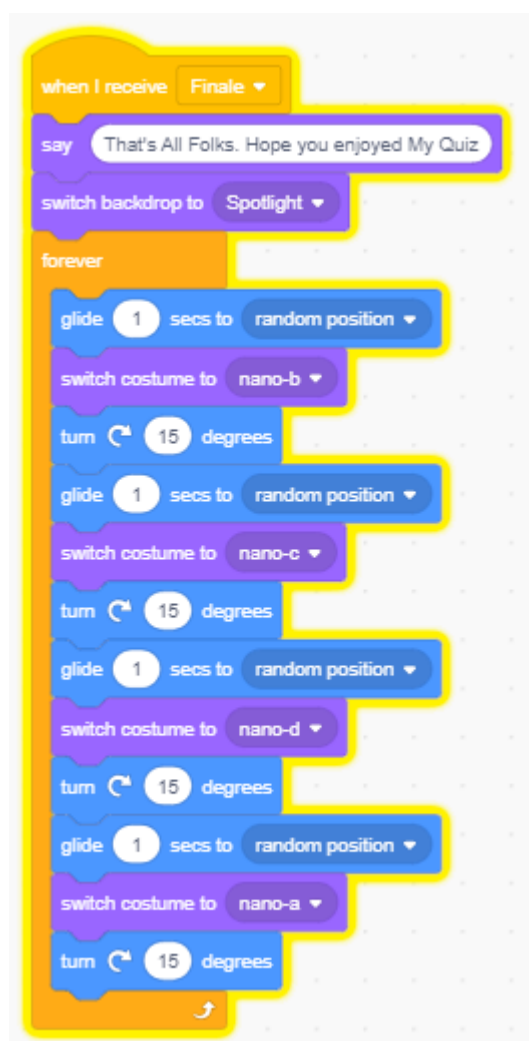 when I receive Finale
say That's All Folks. Hope you enjoyed My Quiz
switch backdrop to Spotlight
forever
glide 1 secs to random position
switch costume to nano-b
turn 15 degrees
glide 1 secs to random position
switch costume to nano-c
turn 15 degrees
glide 1 secs to random position
switch costume to nano-d
turn 15 degrees
glide 1 secs to random position
switch costume to nano-a
turn 15 degrees